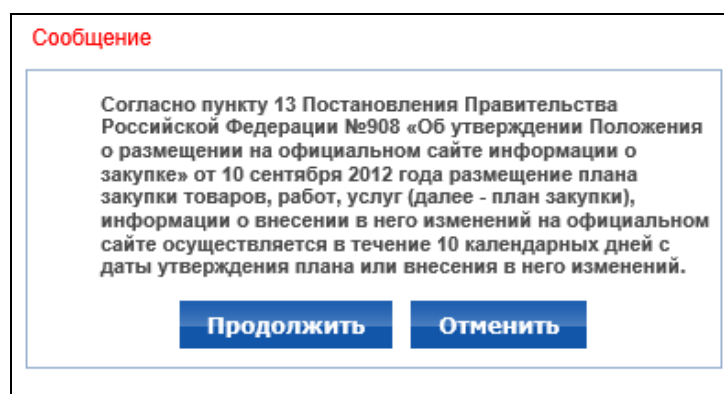 Сообщение
Согласно пункту 13 Постановления Правительства
Российской Федерации №908 «Об утверждении Положения
о размещении на официальном сайте информации о
закупке» от 10 сентября 2012 года размещение плана
закупки товаров, работ, услуг (далее - план закупки),
информации о внесении в него изменений на официальном
сайте осуществляется в течение 10 календарных дней с
даты утверждения плана или внесения в него изменений.
Продолжить Отменить